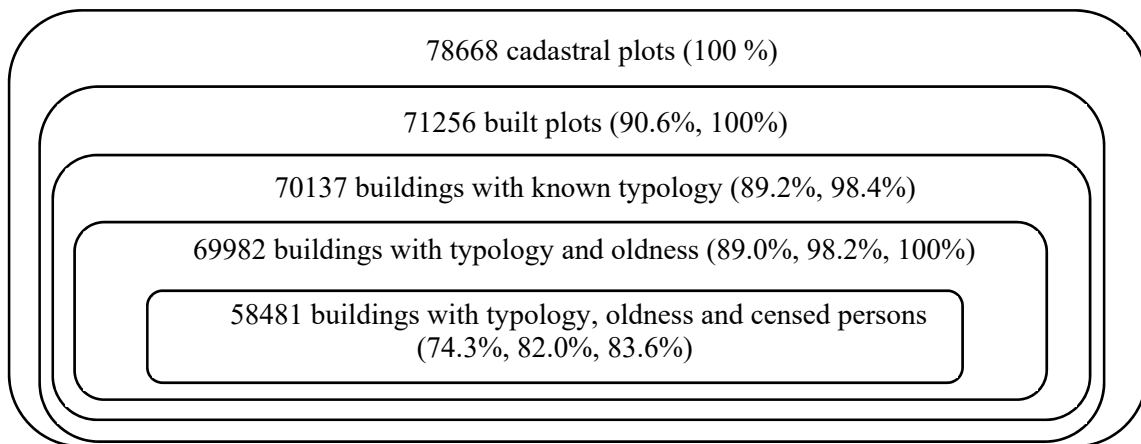 78668 cadastral plots (100 %)
71256 built plots (90.6%, 100%)
70137 buildings with known typology (89.2%, 98.4%)
69982 buildings with typology and oldness (89.0%, 98.2%, 100%)
58481 buildings with typology, oldness and censed persons
(74.3%, 82.0%, 83.6%)